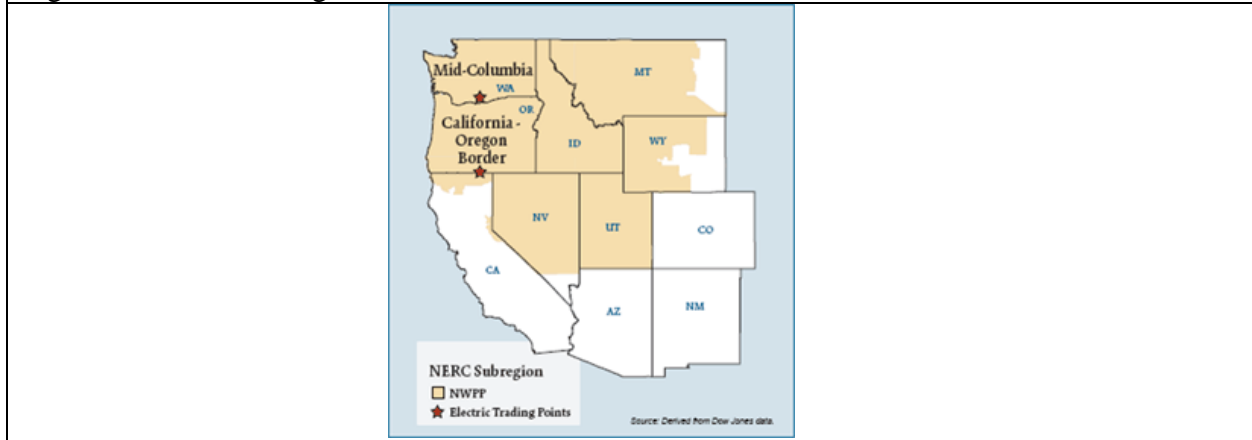 Mid-Columbia
WA
MT
OR
California -
Oregon
Border
ID
WY
NV
UT
CO
CA
AZ
NM
NERC Subregion
NWPP
Electric Trading Points
Source: Derived from Dow Jones data.